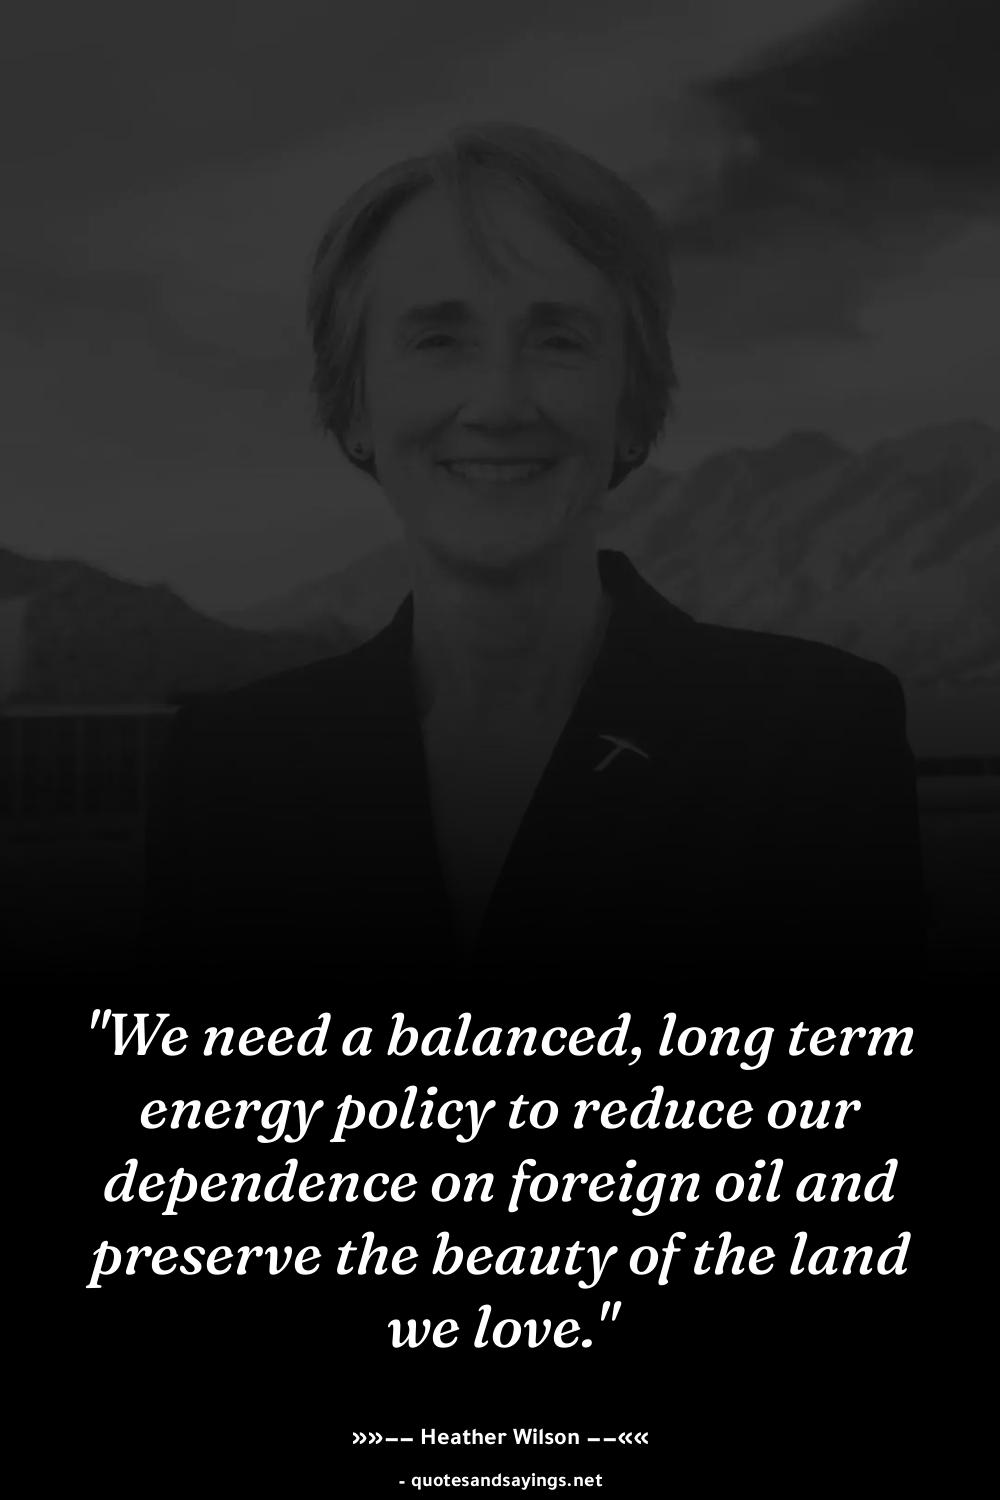 "We need a balanced, long term
energy policy to reduce our
dependence on foreign oil and
preserve the beauty of the land
we love."
»»−− Heather Wilson −−««
- quotesandsayings.net